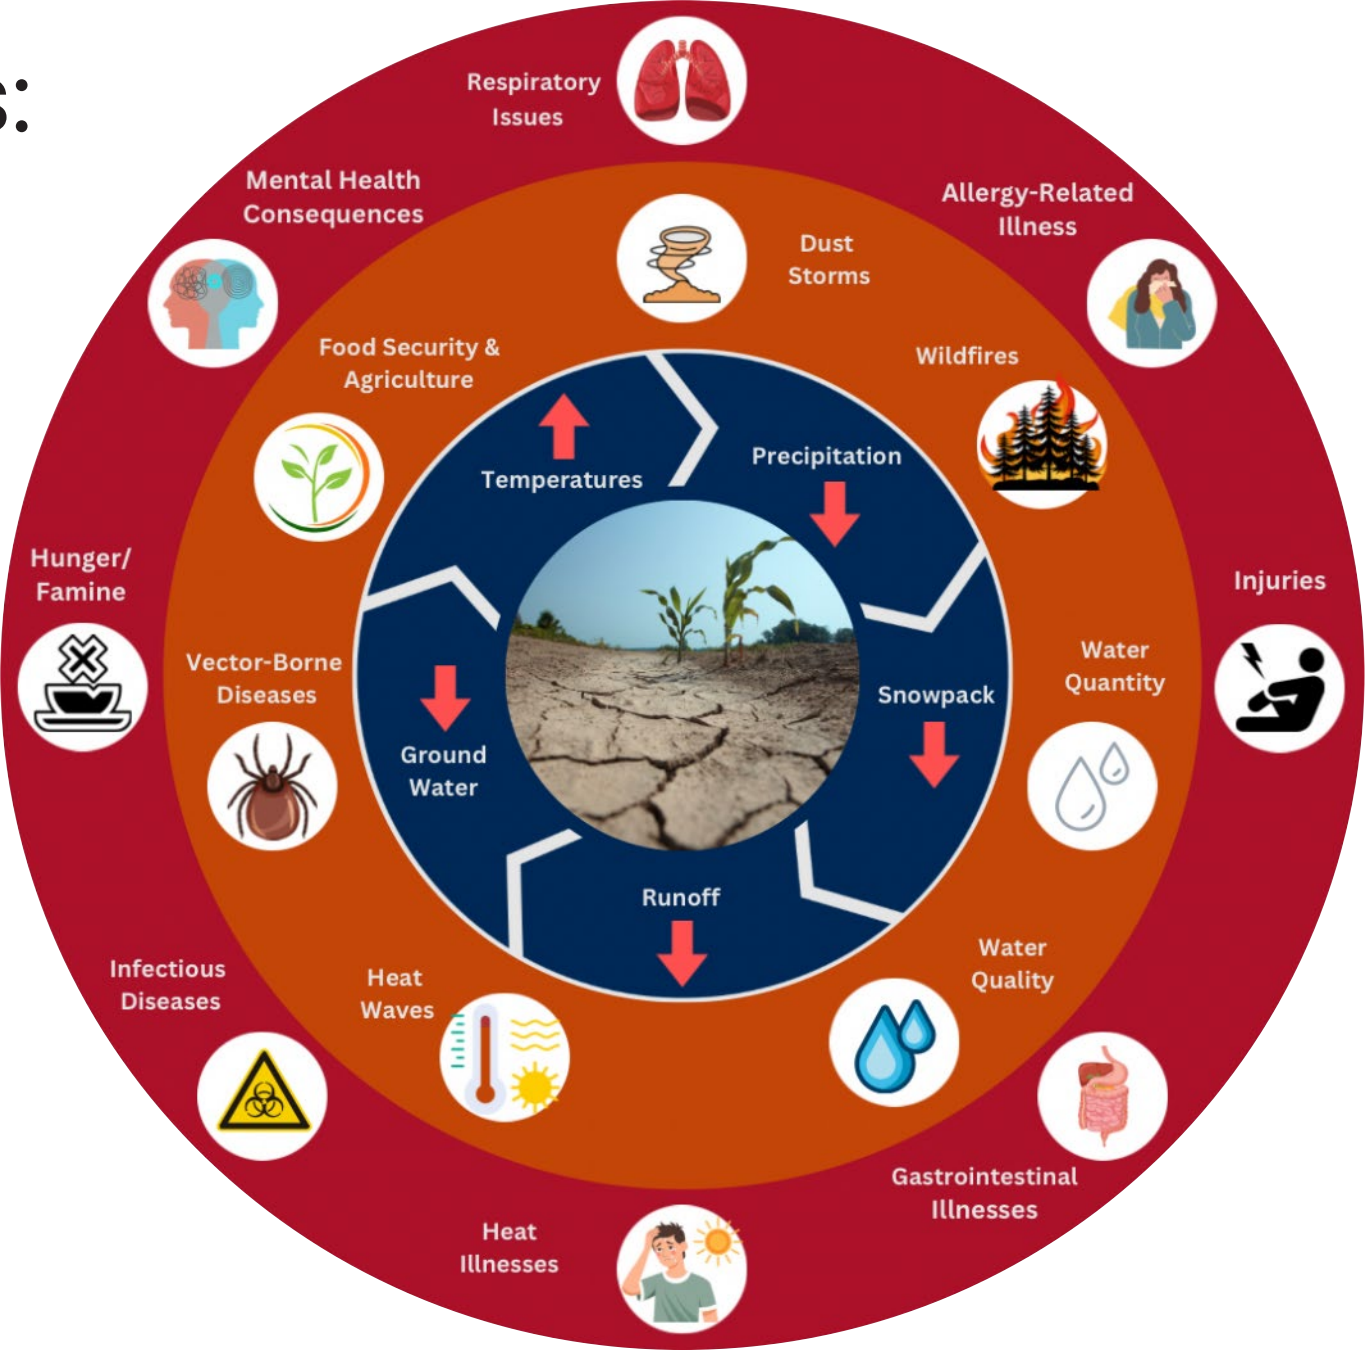 s:
Respiratory
Issues
Mental Health
Consequences
Allergy-Related
Illness
Dust
Storms
Food Security &
Agriculture
Wildfires
Temperatures
Precipitation
Hunger/
Famine
Injuries
Vector-Borne
Diseases
Water
Quantity
Snowpack
Ground
Water
Runoff
Water
Quality
Infectious
Diseases
Heat
Waves
Gastrointestinal
Illnesses
Heat
Illnesses